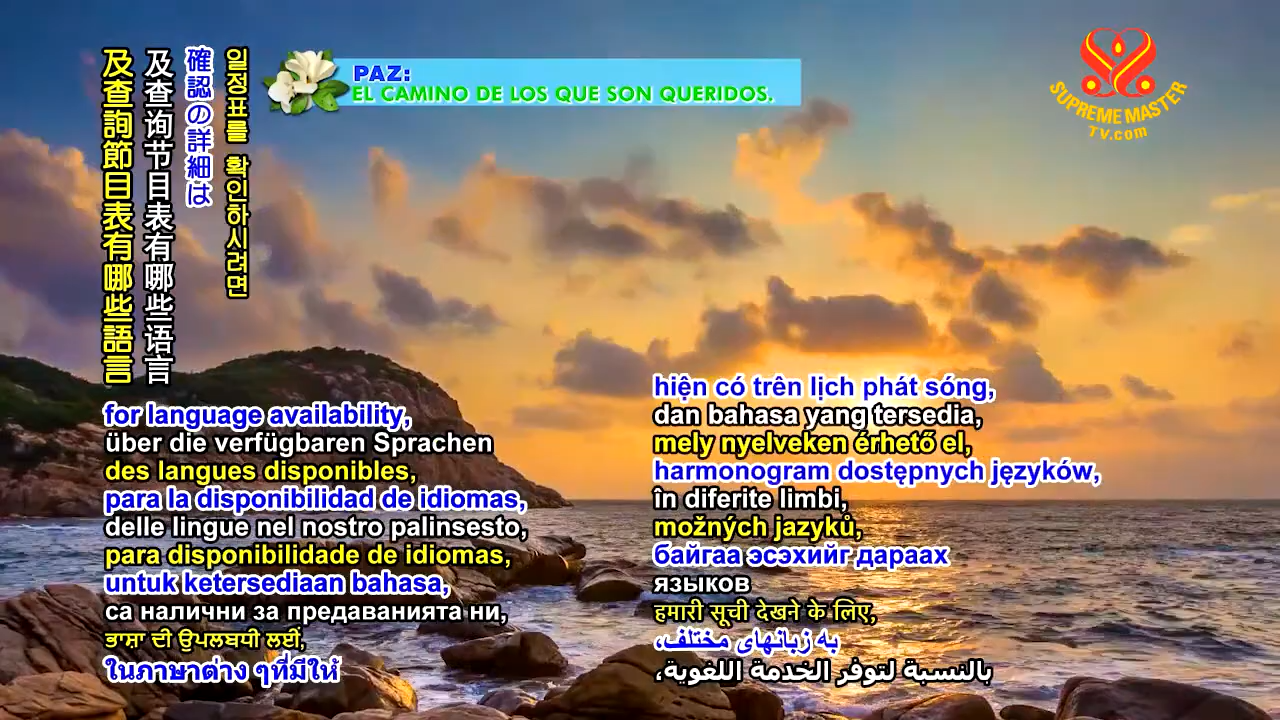 PAZ:
EL CAMINO DE LOS QUE SON QUERIDOS.
SUPREME MASTER
TV.com
及查詢節目表有哪些語言
及查询节目表有哪些语言
確認の詳細は
일정표를 확인하시려면
for language availability,
über die verfügbaren Sprachen
des langues disponibles,
para la disponibilidad de idiomas,
delle lingue nel nostro palinsesto,
para disponibilidade de idiomas,
untuk ketersediaan bahasa,
са налични за предаванията ни,
ਭਾਸ਼ਾ ਦੀ ਉਪਲਬਧੀ ਲਈ,
ในภาษาต่าง ๆที่มีให้
hiện có trên lịch phát sóng,
dan bahasa yang tersedia,
mely nyelveken érhető el,
harmonogram dostępnych języków,
în diferite limbi,
možných jazyků,
байгаа эсэхийг дараах
языков
हमारी सूची देखने के लिए,
به زبانهای مختلف،
بالنسبة لتوفر الخدمة اللغوية،